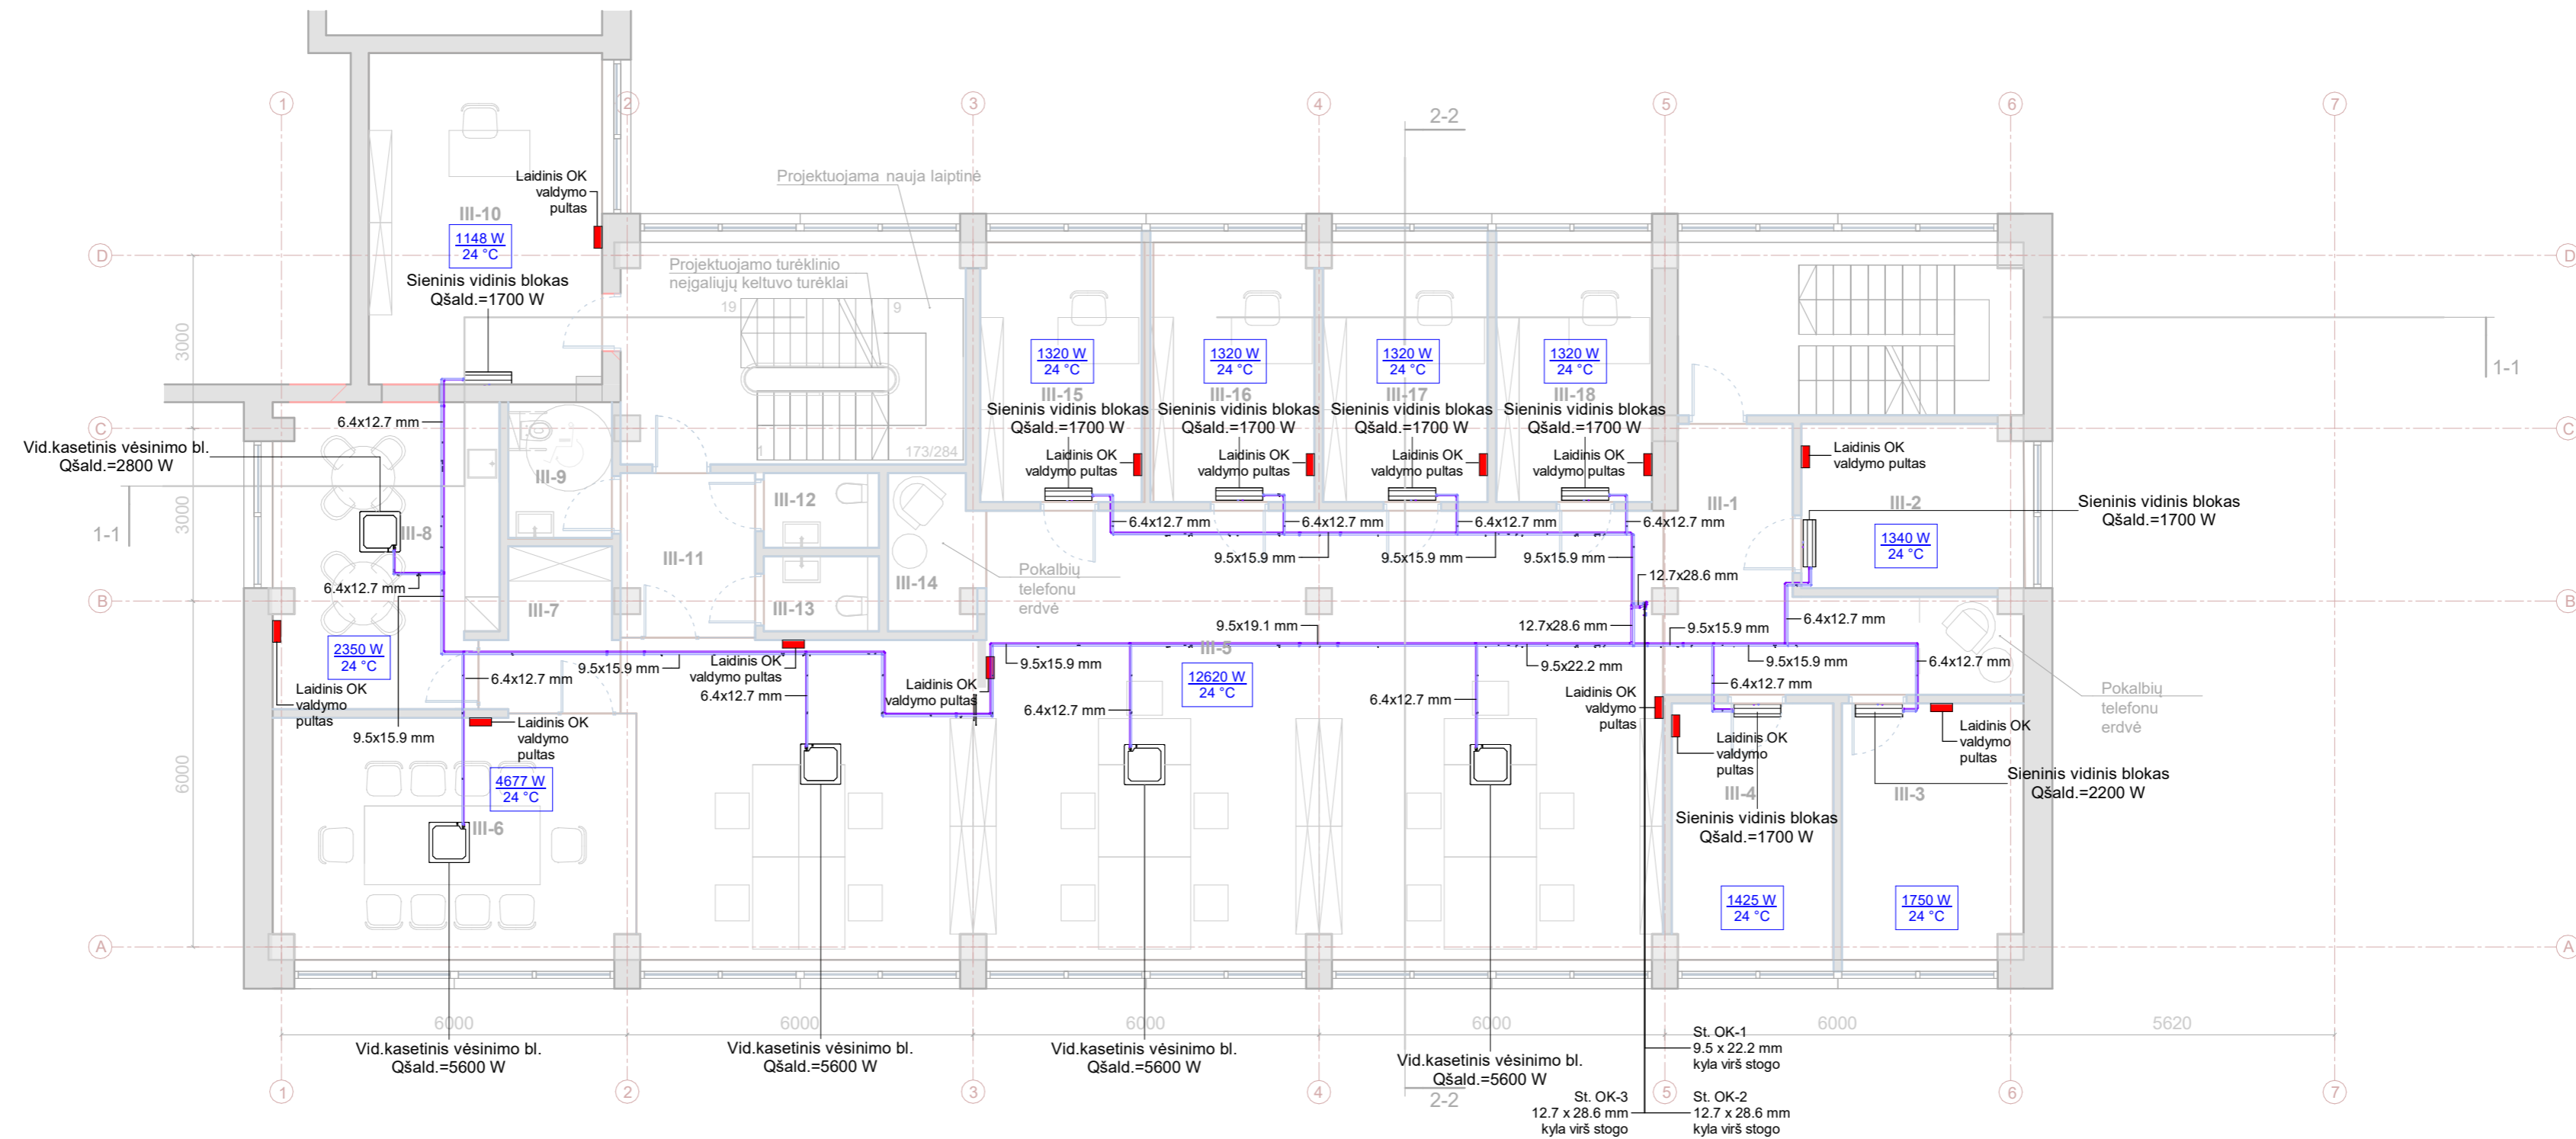 1
2
3
4
5
6
7
2-2
Projektuojama nauja laiptinė
Laidinis OK
valdymo
pultas
III-10
1148 W
24 °C
Sieninis vidinis blokas
Qšald.=1700 W
D
D
Projektuojamo turėklinio
neįgaliųjų keltuvo turėklai
19
9
1
173/284
3000
3000
6000
1-1
1-1
1320 W
24 °C
1320 W
24 °C
1320 W
24 °C
1320 W
24 °C
III-15
III-16
III-17
III-18
Sieninis vidinis blokas
Qšald.=1700 W
Sieninis vidinis blokas
Qšald.=1700 W
Sieninis vidinis blokas
Qšald.=1700 W
Sieninis vidinis blokas
Qšald.=1700 W
Laidinis OK
valdymo pultas
Laidinis OK
valdymo pultas
Laidinis OK
valdymo pultas
Laidinis OK
valdymo pultas
Laidinis OK
valdymo pultas
C
C
6.4x12.7 mm
Vid.kasetinis vėsinimo bl.
Qšald.=2800 W
III-9
III-12
III-1
III-2
Sieninis vidinis blokas
Qšald.=1700 W
1340 W
24 °C
III-8
III-11
6.4x12.7 mm
6.4x12.7 mm
6.4x12.7 mm
6.4x12.7 mm
9.5x15.9 mm
9.5x15.9 mm
9.5x15.9 mm
12.7x28.6 mm
6.4x12.7 mm
III-7
III-13
III-14
Pokalbių
telefonu
erdvė
B
B
6.4x12.7 mm
9.5x19.1 mm
12.7x28.6 mm
9.5x15.9 mm
2350 W
24 °C
III-5
12620 W
24 °C
9.5x15.9 mm
Laidinis OK
valdymo pultas
9.5x15.9 mm
9.5x22.2 mm
9.5x15.9 mm
6.4x12.7 mm
6.4x12.7 mm
6.4x12.7 mm
6.4x12.7 mm
Laidinis OK
valdymo
pultas
Laidinis OK
valdymo pultas
6.4x12.7 mm
6.4x12.7 mm
Laidinis OK
valdymo
pultas
Pokalbių
telefonu
erdvė
9.5x15.9 mm
Laidinis OK
valdymo
pultas
Laidinis OK
valdymo
pultas
Laidinis OK
valdymo
pultas
4677 W
24 °C
III-6
III-4
III-3
Sieninis vidinis blokas
Qšald.=2200 W
Sieninis vidinis blokas
Qšald.=1700 W
1425 W
24 °C
1750 W
24 °C
A
A
6000
6000
6000
6000
6000
5620
Vid.kasetinis vėsinimo bl.
Qšald.=5600 W
Vid.kasetinis vėsinimo bl.
Qšald.=5600 W
Vid.kasetinis vėsinimo bl.
Qšald.=5600 W
Vid.kasetinis vėsinimo bl.
Qšald.=5600 W
St. OK-1
9.5 x 22.2 mm
kyla virš stogo
St. OK-3
12.7 x 28.6 mm
kyla virš stogo
St. OK-2
12.7 x 28.6 mm
kyla virš stogo
1
2
3
4
2-2
5
6
7